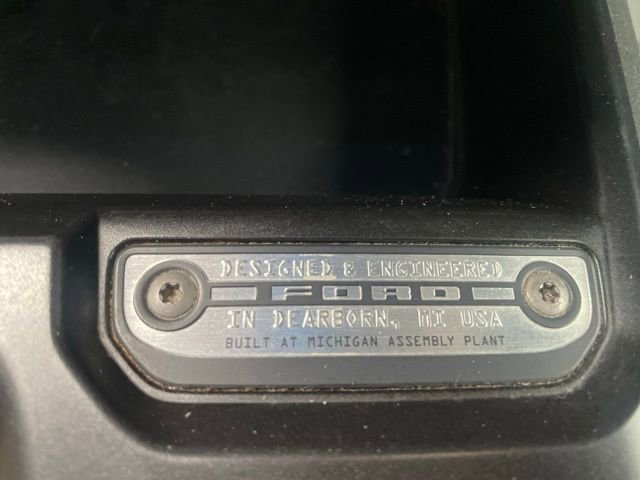 DESIGNED & ENGINEERED
FORD
IN DEARBORN, MI USA
BUILT AT MICHIGAN ASSEMBLY PLANT